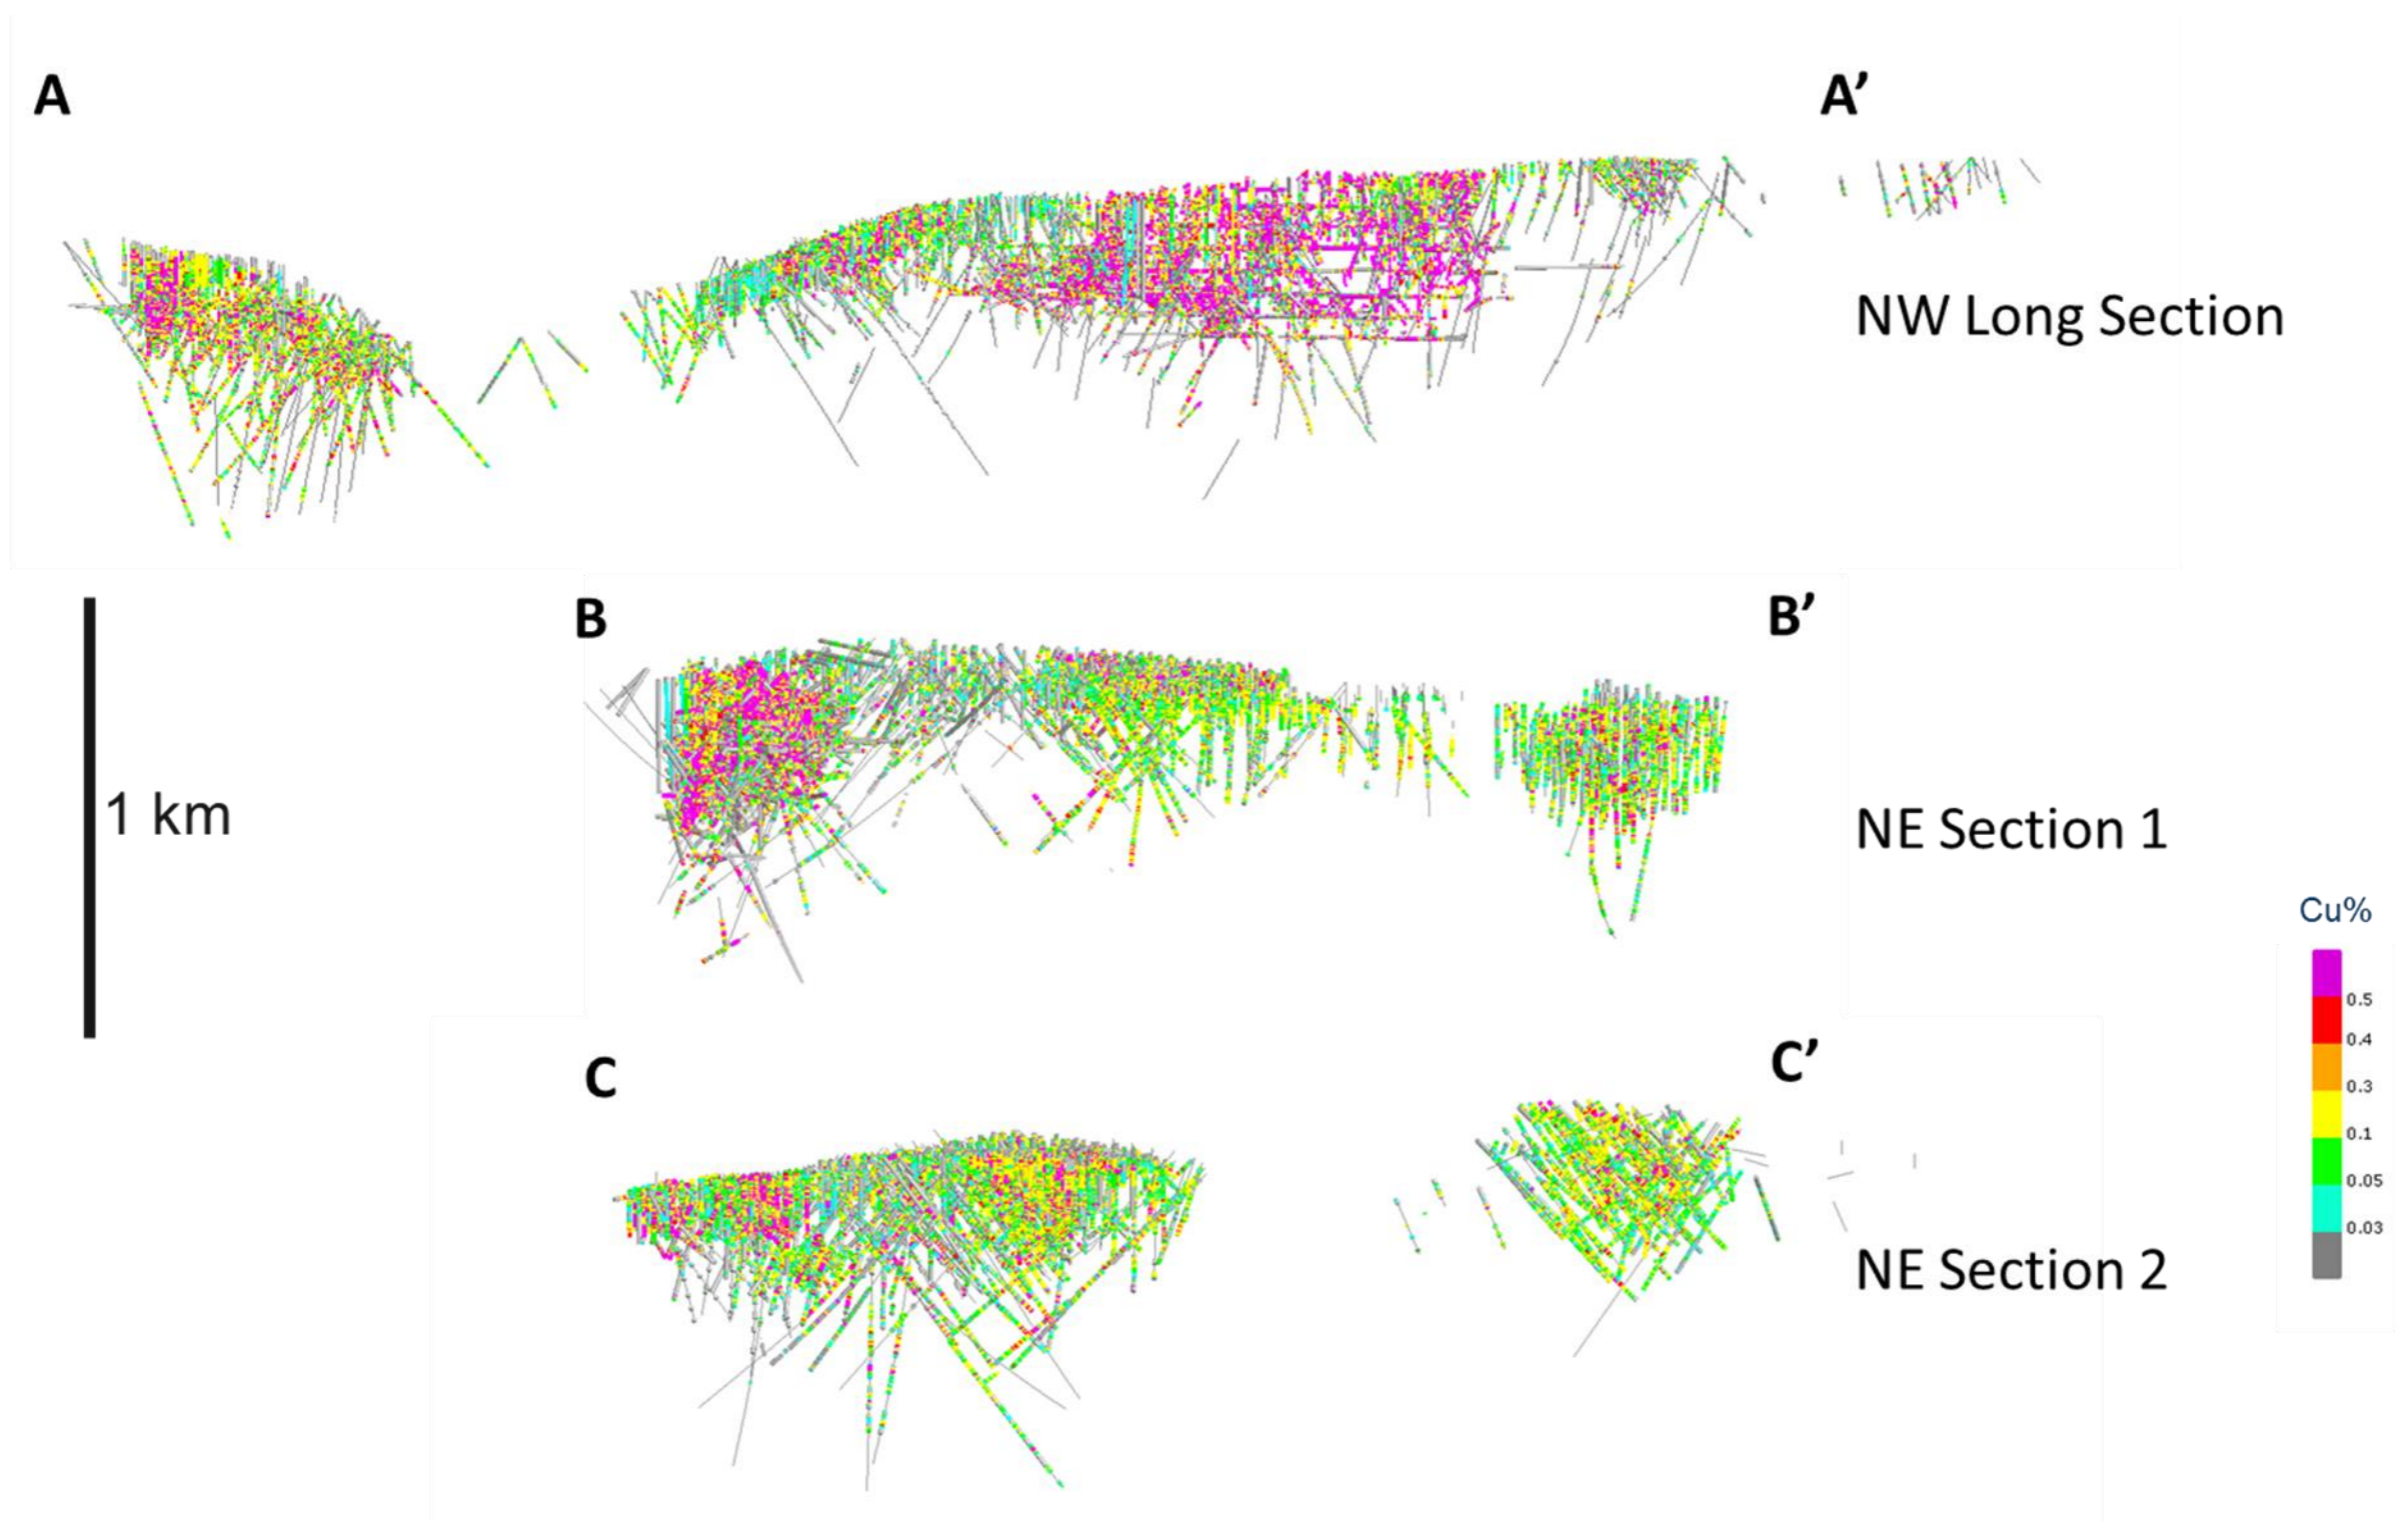 A
A’
NW Long Section
B
B’
1 km
NE Section 1
Cu%
0.5
0.4
0.3
0.1
0.05
0.03
C
C’
NE Section 2